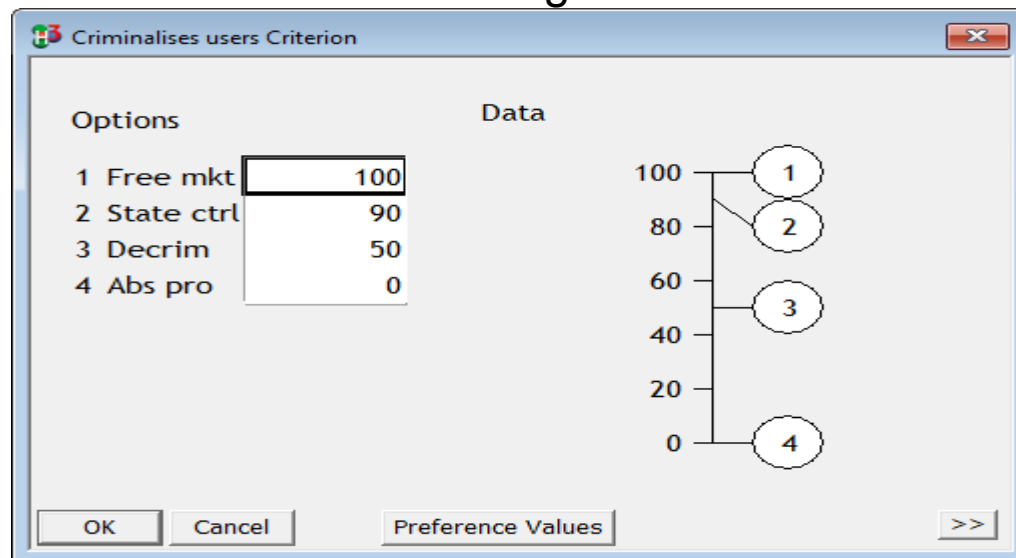 Criminalises users Criterion
Options
Data
1 Free mkt 100
2 State ctrl 90
3 Decrim 50
4 Abs pro 0
100
80
60
40
20
0
1
2
3
4
OK Cancel Preference Values >>